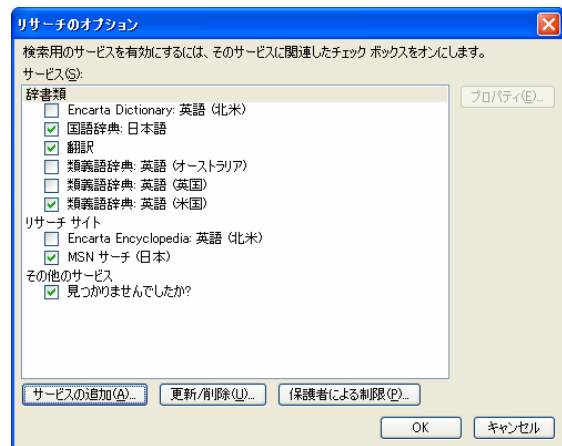 リサーチのオプション
検索用のサービスを有効にするには、そのサービスに関連したチェック ボックスをオンにします。
サービス(S):
辞書類
プロパティ(E)...
Encarta Dictionary: 英語 (北米)
国語辞典: 日本語
翻訳
類義語辞典: 英語 (オーストラリア)
類義語辞典: 英語 (英国)
類義語辞典: 英語 (米国)
リサーチ サイト
Encarta Encyclopedia: 英語 (北米)
MSN サーチ (日本)
その他のサービス
見つかりませんでしたか?
サービスの追加(A)... 更新/削除(U)... 保護者による制限(P)...
OK キャンセル